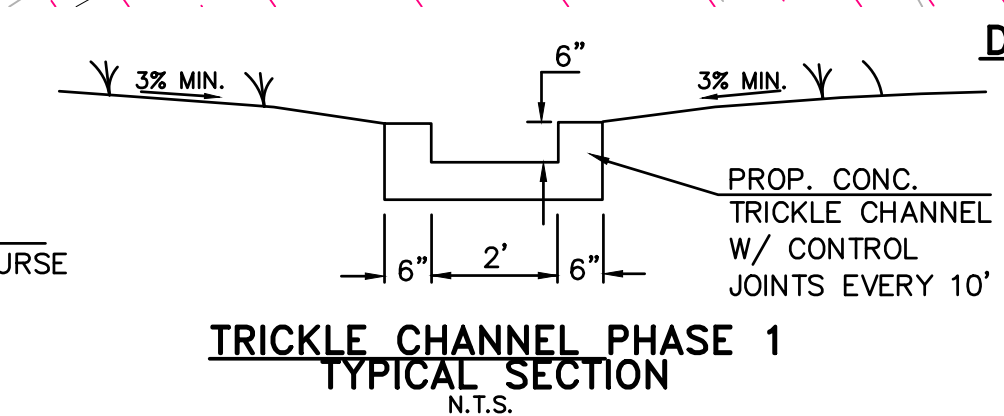 6"
D
3% MIN.
3% MIN.
PROP. CONC.
TRICKLE CHANNEL
W/ CONTROL
JOINTS EVERY 10'
URSE
6"
2'
6"
TRICKLE CHANNEL PHASE 1
TYPICAL SECTION
N.T.S.